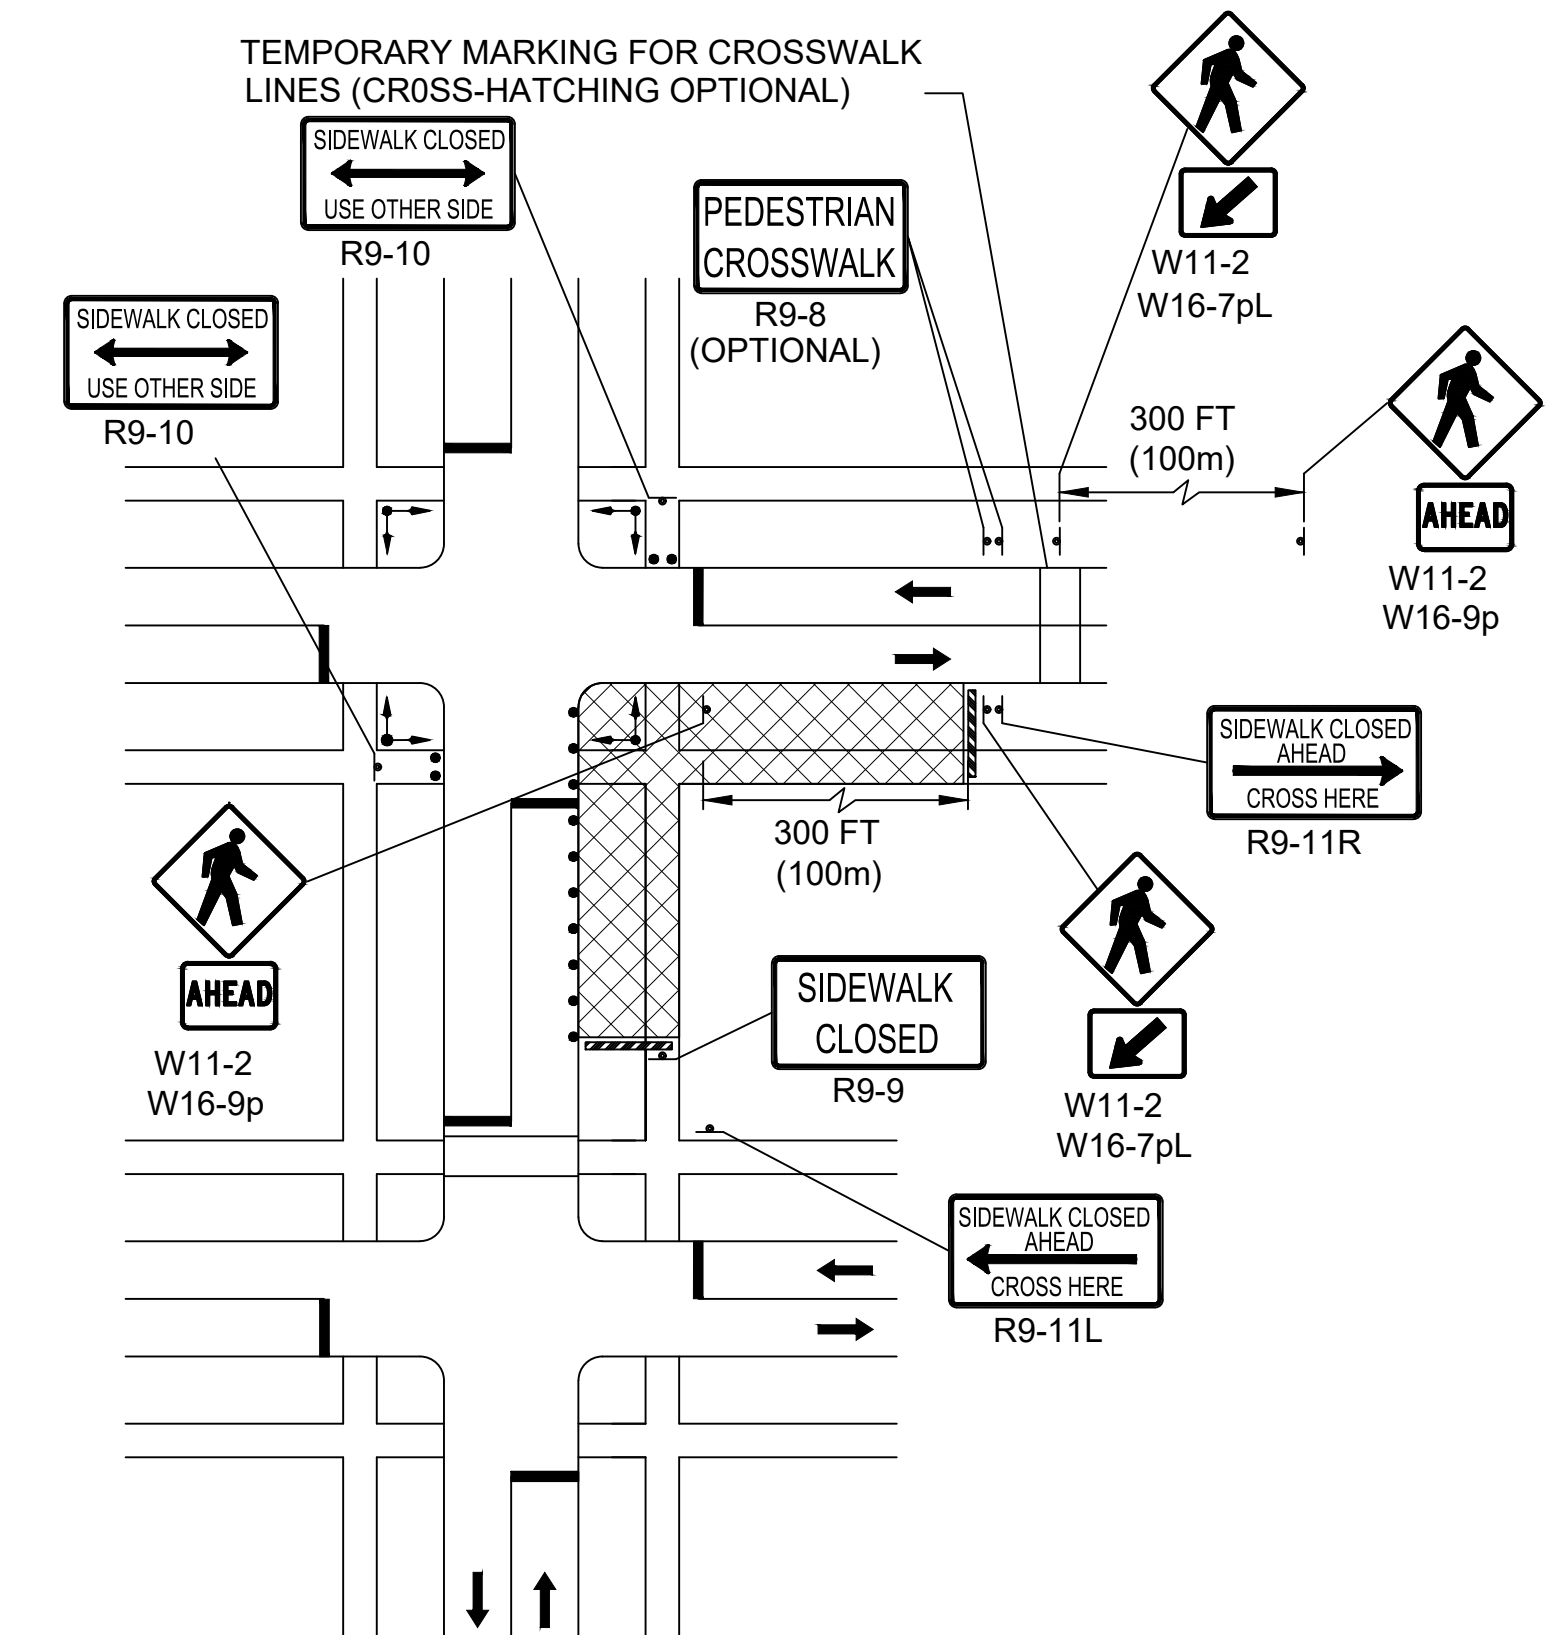 TEMPORARY MARKING FOR CROSSWALK
LINES (CR0SS-HATCHING OPTIONAL)
SIDEWALK CLOSED
USE OTHER SIDE
R9-10
PEDESTRIAN
CROSSWALK
R9-8
(OPTIONAL)
W11-2
W16-7pL
SIDEWALK CLOSED
USE OTHER SIDE
R9-10
300 FT
(100m)
AHEAD
W11-2
W16-9p
SIDEWALK CLOSED
AHEAD
CROSS HERE
R9-11R
300 FT
(100m)
AHEAD
W11-2
W16-9p
SIDEWALK
CLOSED
R9-9
W11-2
W16-7pL
SIDEWALK CLOSED
AHEAD
CROSS HERE
R9-11L